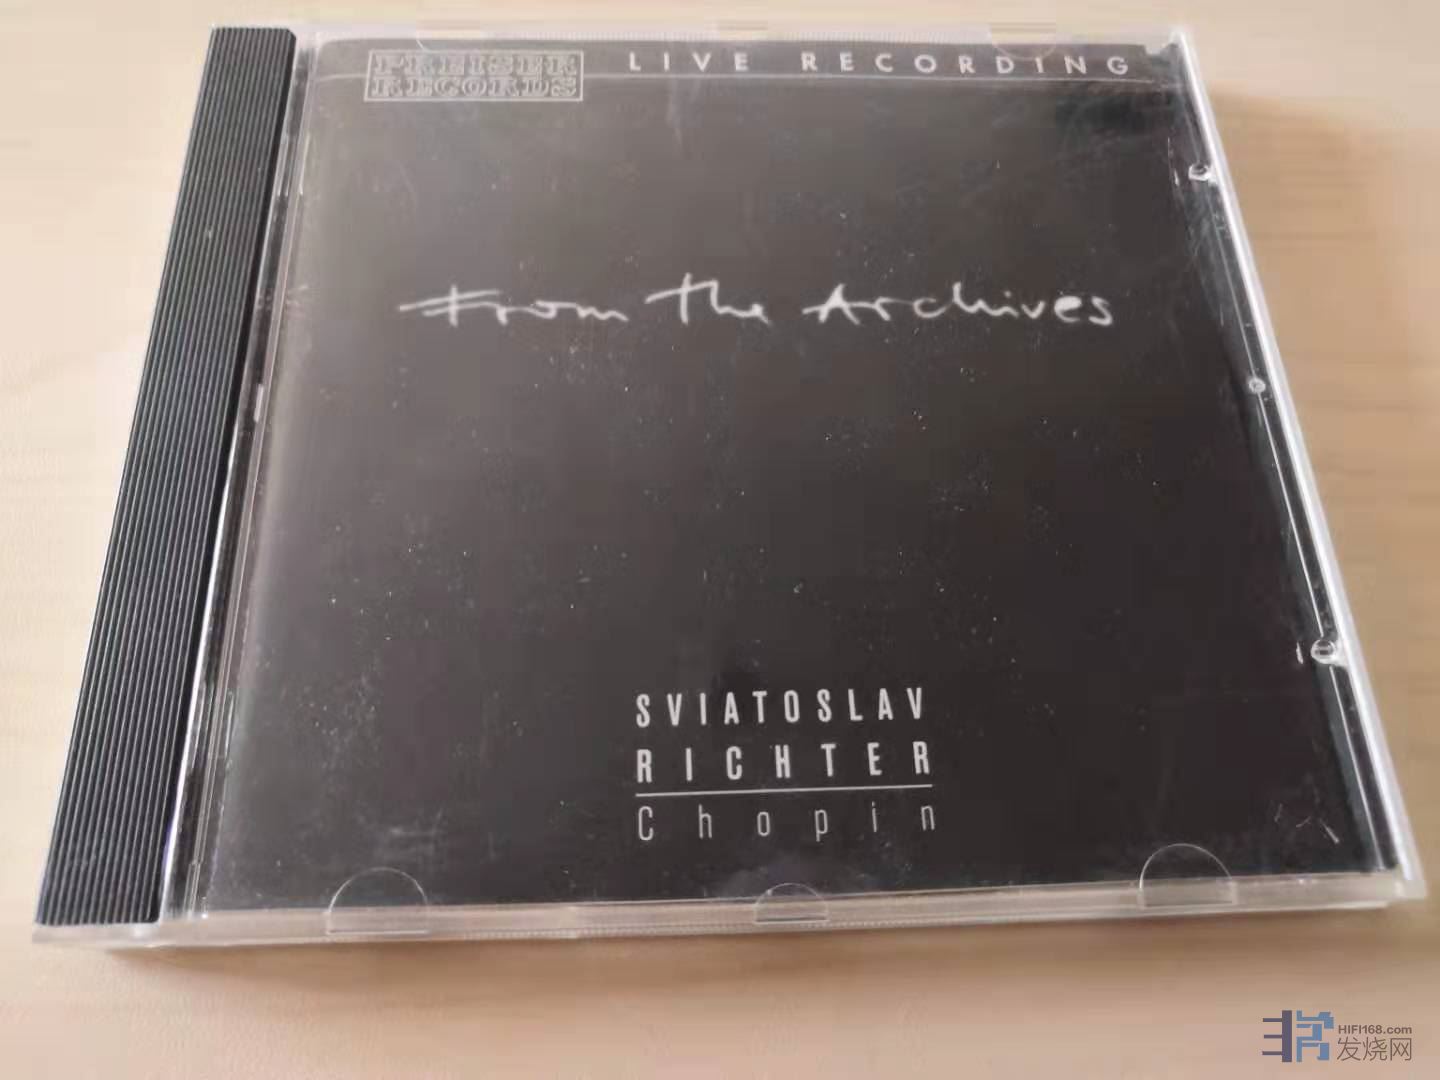 PREISER
RECORDS
LIVE RECORDING
From the Archives
SVIATOSLAV
RICHTER
Chopin
HIFI168.com
发烧网